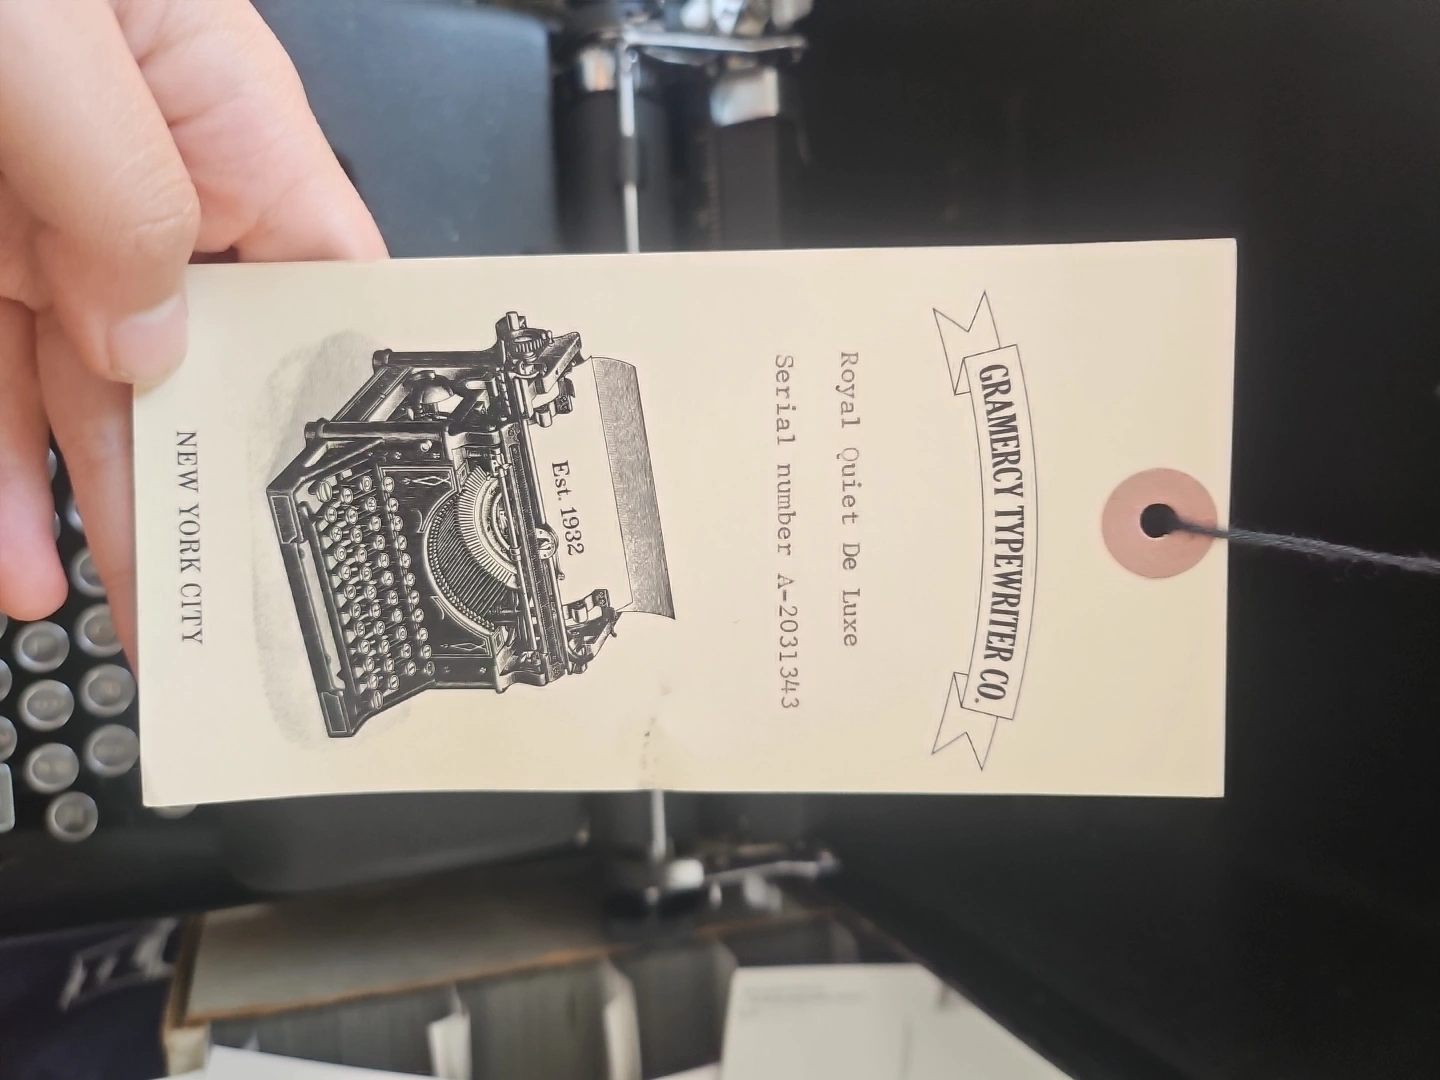 GRAMERCY TYPEWRITER CO.
Royal Quiet De Luxe
Serial number A-2031343
Est. 1932
NEW YORK CITY